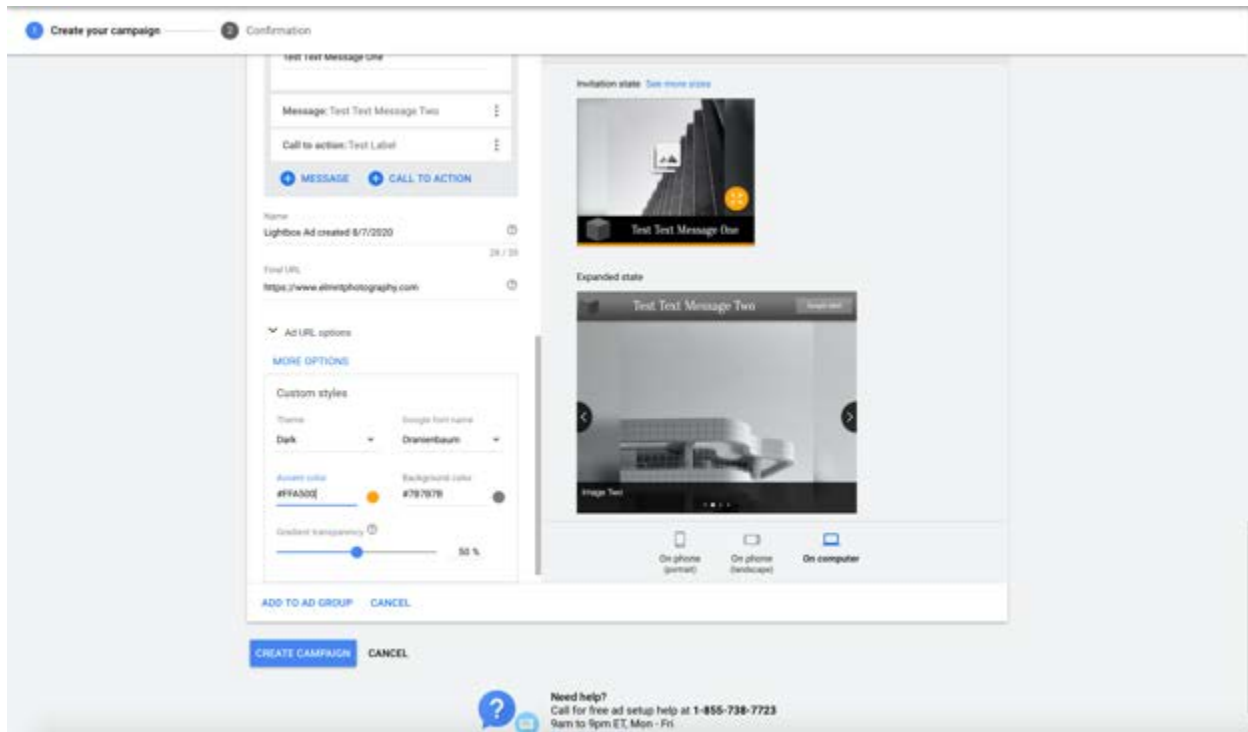 1 Create your campaign
2 Confirmation
Test Text Message One
Message: Test Text Message Two
Call to action: Test Label
MESSAGE
CALL TO ACTION
Name
Lightbox Ad created 8/7/2020
Final URL
https://www.elmntphotography.com
Ad URL options
MORE OPTIONS
Custom styles
Theme
Google font name
Dark
Oranienbaum
Accent color
Background color
#FFA500
#7B7B7B
Gradient transparency
50 %
ADD TO AD GROUP
CANCEL
Invitation state See more sizes
Test Text Message One
Expanded state
Test Text Message Two
Image Two
On phone
(portrait)
On phone
(landscape)
On computer
CREATE CAMPAIGN
CANCEL
Need help?
Call for free ad setup help at 1-855-738-7723
9am to 9pm ET, Mon - Fri